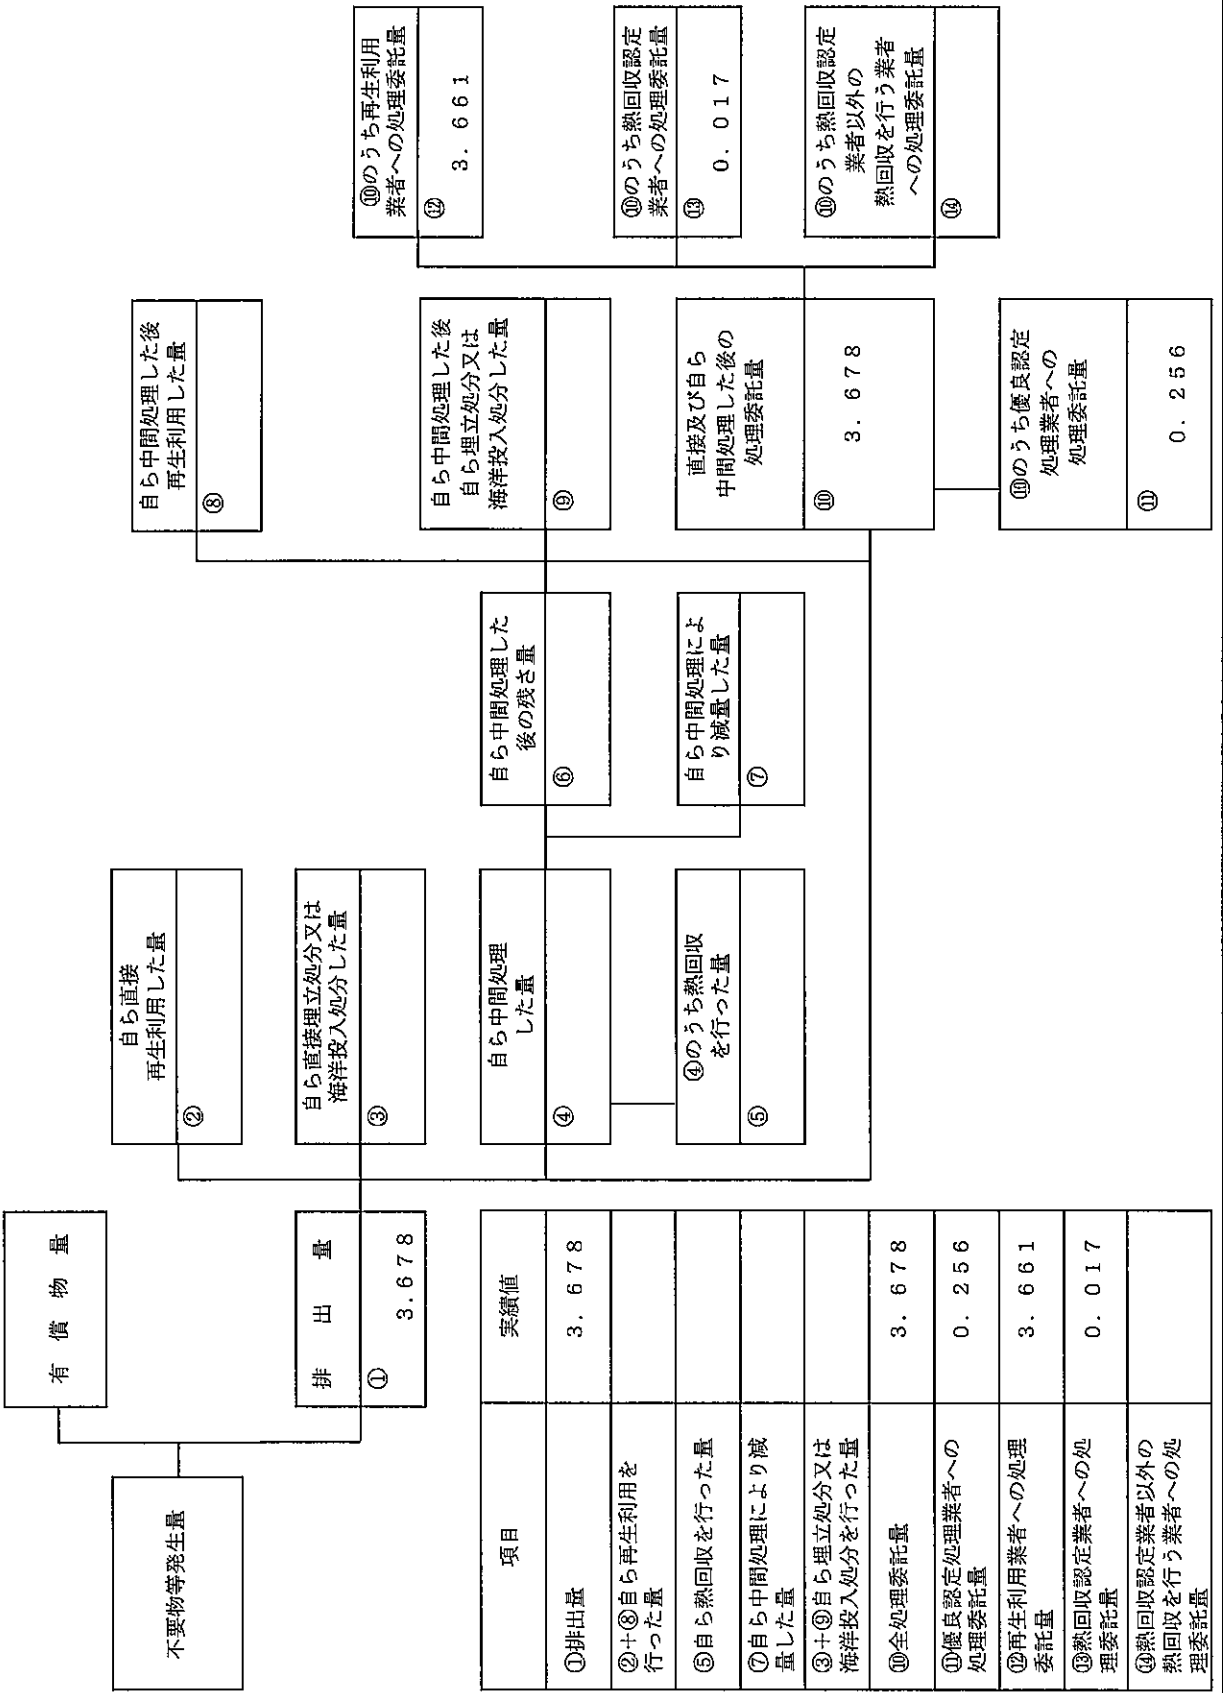 不要物等発生量
有償物量
排出量
① 3.678
自ら直接
再生利用した量
②
自ら直接埋立処分又は
海洋投入処分した量
③
自ら中間処理
した量
④
④のうち熱回収
を行った量
⑤
自ら中間処理した
後の残さ量
⑥
自ら中間処理によ
り減量した量
⑦
自ら中間処理した後
再生利用した量
⑧
自ら中間処理した後
自ら埋立処分又は
海洋投入処分した量
⑨
直接及び自ら
中間処理した後の
処理委託量
⑩ 3.678
⑩のうち優良認定
処理業者への
処理委託量
⑪ 0.256
⑩のうち再生利用
業者への処理委託量
⑫ 3.661
⑩のうち熱回収認定
業者への処理委託量
⑬ 0.017
⑩のうち熱回収認定
業者以外の
熱回収を行う業者
への処理委託量
⑭
項目 実績値
①排出量 3.678
②+⑧自ら再生利用を
行った量
⑤自ら熱回収を行った量
⑦自ら中間処理により減
量した量
③+⑨自ら埋立処分又は
海洋投入処分を行った量
⑩全処理委託量 3.678
⑪優良認定処理業者への
処理委託量 0.256
⑫再生利用業者への処理
委託量 3.661
⑬熱回収認定業者への処
理委託量 0.017
⑭熱回収認定業者以外の
熱回収を行う業者への処
理委託量